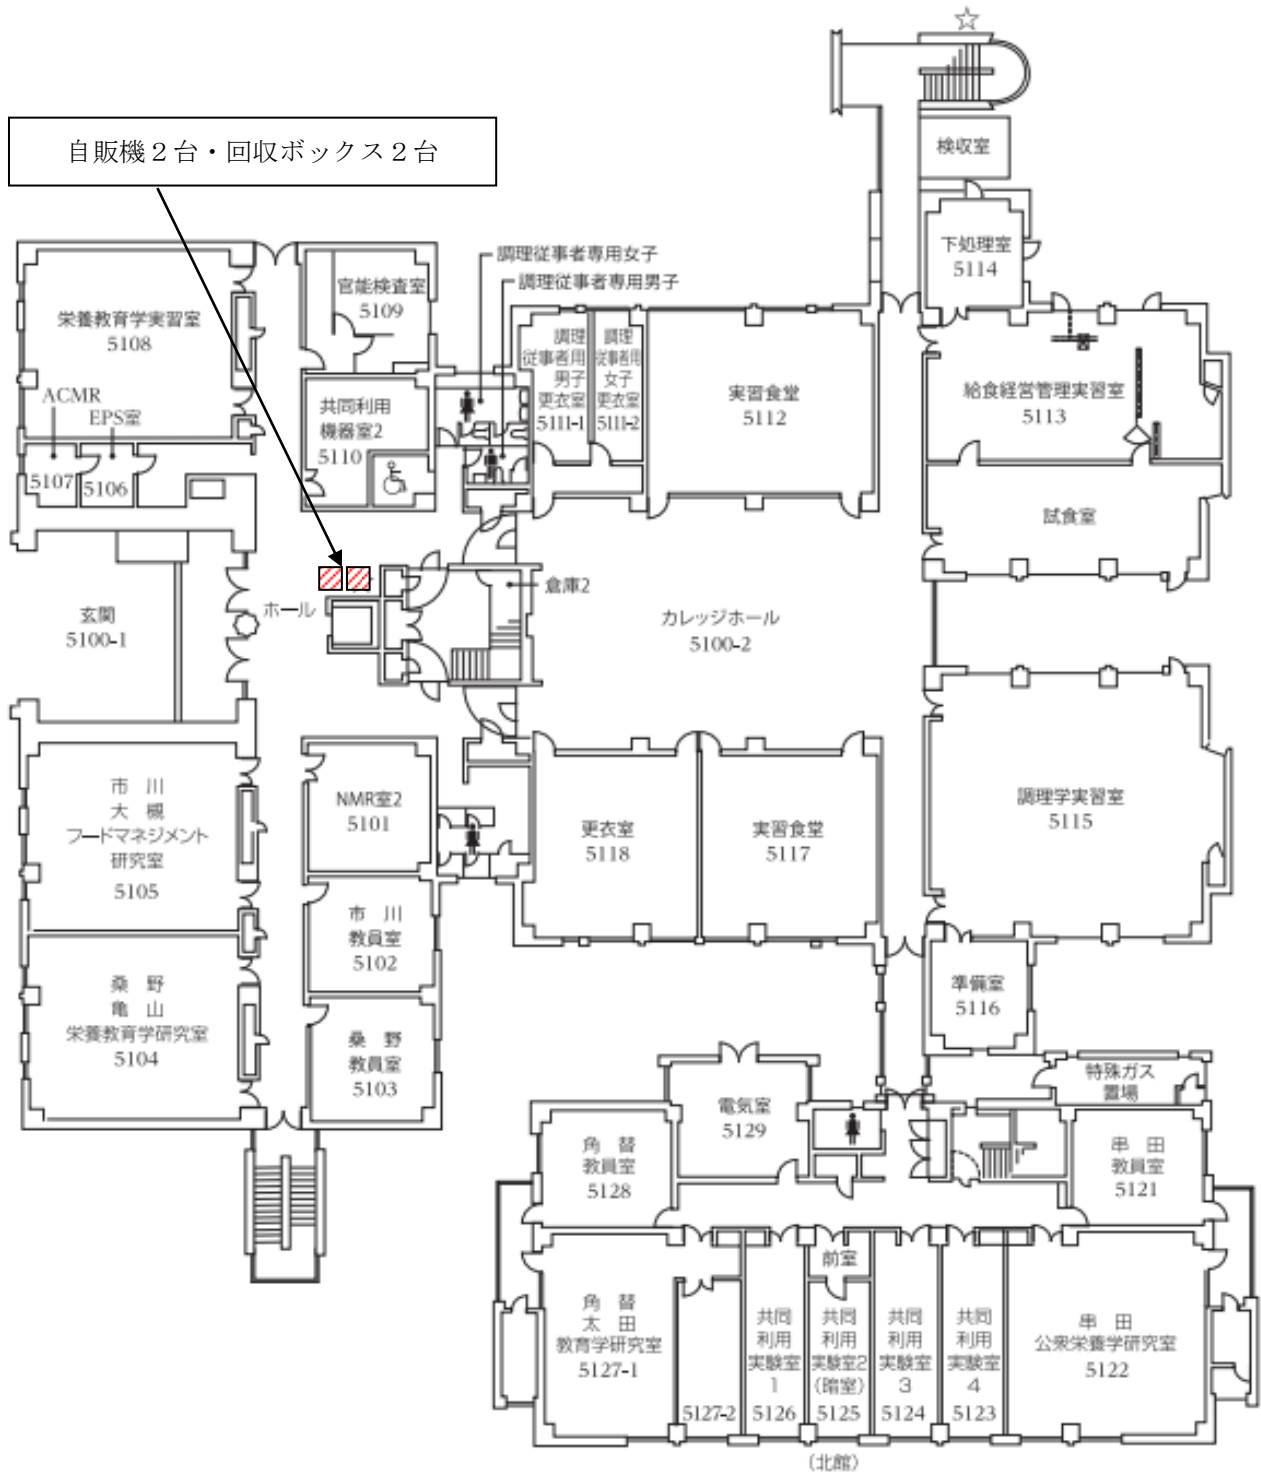 ☆
検収室
自販機２台・回収ボックス２台
下処理室
5114
調理従事者専用女子
調理従事者専用男子
官能検査室
5109
栄養教育学実習室
5108
調理
従事者用
男子
更衣室
5111-1
調理
従事者用
女子
更衣室
5111-2
実習食堂
5112
給食経営管理実習室
5113
ACMR
EPS室
共同利用
機器室2
5110
5107
5106
試食室
倉庫2
玄関
5100-1
ホール
カレッジホール
5100-2
市　川
大　槻
フードマネジメント
研究室
5105
NMR室2
5101
更衣室
5118
実習食堂
5117
調理学実習室
5115
市　川
教員室
5102
桑　野
亀　山
栄養教育学研究室
5104
桑　野
教員室
5103
準備室
5116
特殊ガス
置場
電気室
5129
角　替
教員室
5128
串　田
教員室
5121
前室
角　替
太　田
教育学研究室
5127-1
5127-2
共同
利用
実験室
1
5126
共同
利用
実験室2
（暗室）
5125
共同
利用
実験室
3
5124
共同
利用
実験室
4
5123
串　田
公衆栄養学研究室
5122
（北館）